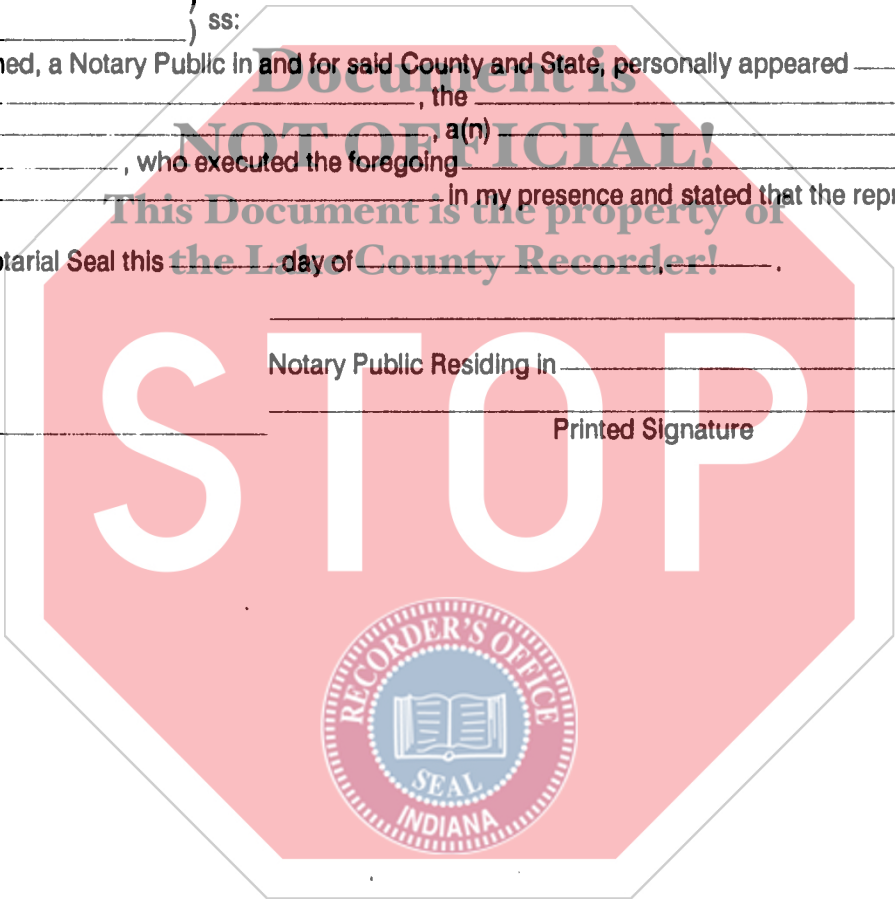 ) ss:
Document is
ned, a Notary Public in and for said County and State, personally appeared
, the
NOT OFFICIAL!
, a(n)
, who executed the foregoing
This Document is the property of
in my presence and stated that the repr
the Lake County Recorder!
otarial Seal this day of , .
Notary Public Residing in
Printed Signature
STOP
RECORDER'S OFFICE
SEAL
INDIANA